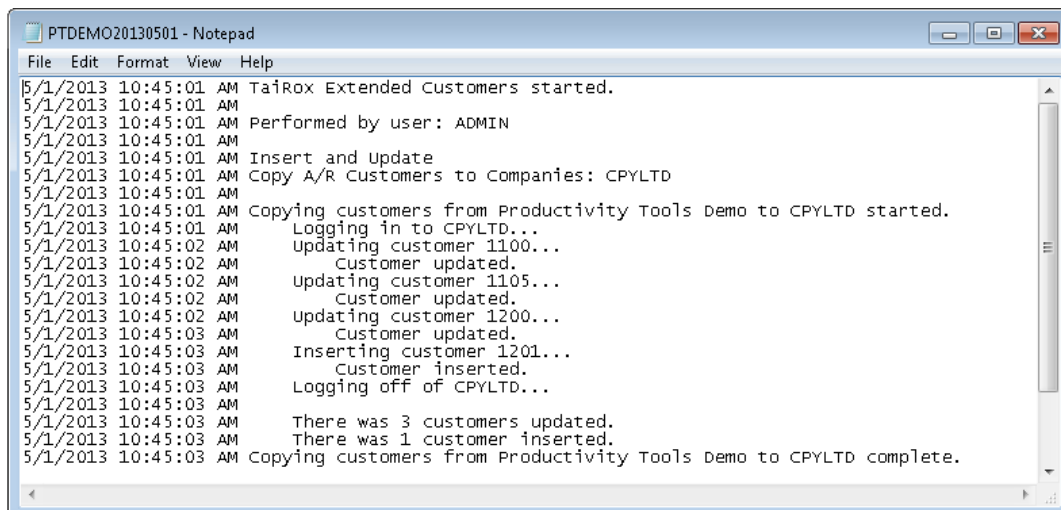 PTDEMO20130501 - Notepad
File Edit Format View Help
5/1/2013 10:45:01 AM TaiRox Extended Customers started.
5/1/2013 10:45:01 AM
5/1/2013 10:45:01 AM Performed by user: ADMIN
5/1/2013 10:45:01 AM
5/1/2013 10:45:01 AM Insert and Update
5/1/2013 10:45:01 AM Copy A/R Customers to Companies: CPYLTD
5/1/2013 10:45:01 AM
5/1/2013 10:45:01 AM Copying customers from Productivity Tools Demo to CPYLTD started.
5/1/2013 10:45:01 AM Logging in to CPYLTD...
5/1/2013 10:45:02 AM Updating customer 1100...
5/1/2013 10:45:02 AM Customer updated.
5/1/2013 10:45:02 AM Updating customer 1105...
5/1/2013 10:45:02 AM Customer updated.
5/1/2013 10:45:02 AM Updating customer 1200...
5/1/2013 10:45:03 AM Customer updated.
5/1/2013 10:45:03 AM Inserting customer 1201...
5/1/2013 10:45:03 AM Customer inserted.
5/1/2013 10:45:03 AM Logging off of CPYLTD...
5/1/2013 10:45:03 AM
5/1/2013 10:45:03 AM There was 3 customers updated.
5/1/2013 10:45:03 AM There was 1 customer inserted.
5/1/2013 10:45:03 AM Copying customers from Productivity Tools Demo to CPYLTD complete.